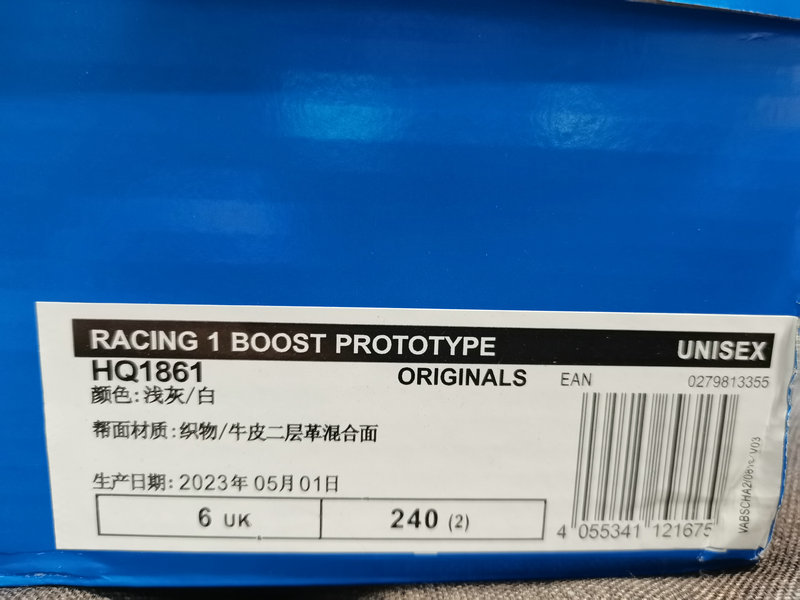 RACING 1 BOOST PROTOTYPE UNISEX
HQ1861 ORIGINALS EAN 0279813355
颜色:浅灰/白
帮面材质:织物/牛皮二层革混合面
生产日期:2023年05月01日
6 UK 240 (2)
4 055341 121675